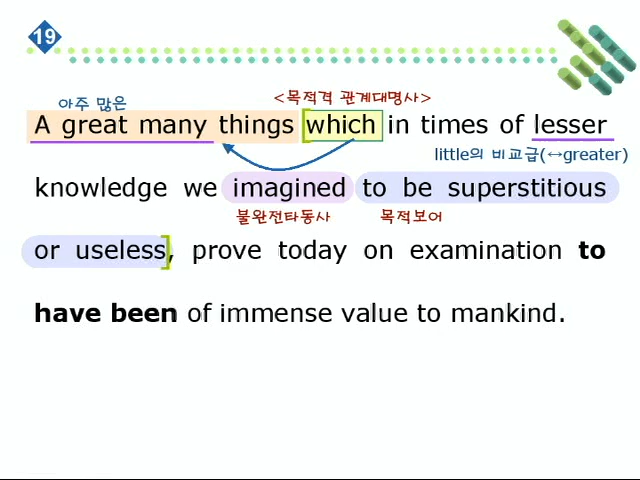 19
아주 많은 <목적격 관계대명사>
A great many things [which in times of lesser
little의 비교급(↔greater)
knowledge we imagined to be superstitious
불완전타동사 목적보어
or useless], prove today on examination to
have been of immense value to mankind.